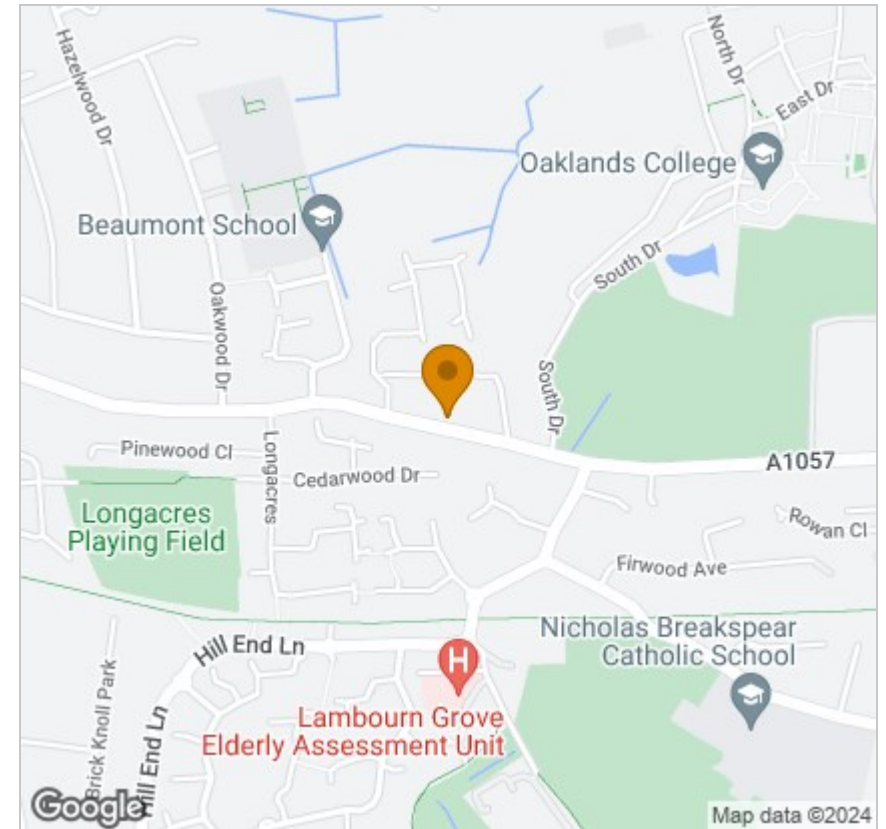 Hazelwood Dr
North Dr
East Dr
Oaklands College
Beaumont School
South Dr
Oakwood Dr
South Dr
A1057
Pinewood Cl
Longacres
Cedarwood Dr
Longacres
Playing Field
Rowan Cl
Firwood Ave
Nicholas Breakspear
Catholic School
Hill End Ln
H
Lambourn Grove
Elderly Assessment Unit
Brick Knoll Park
Hill End Ln
Google
Map data ©2024